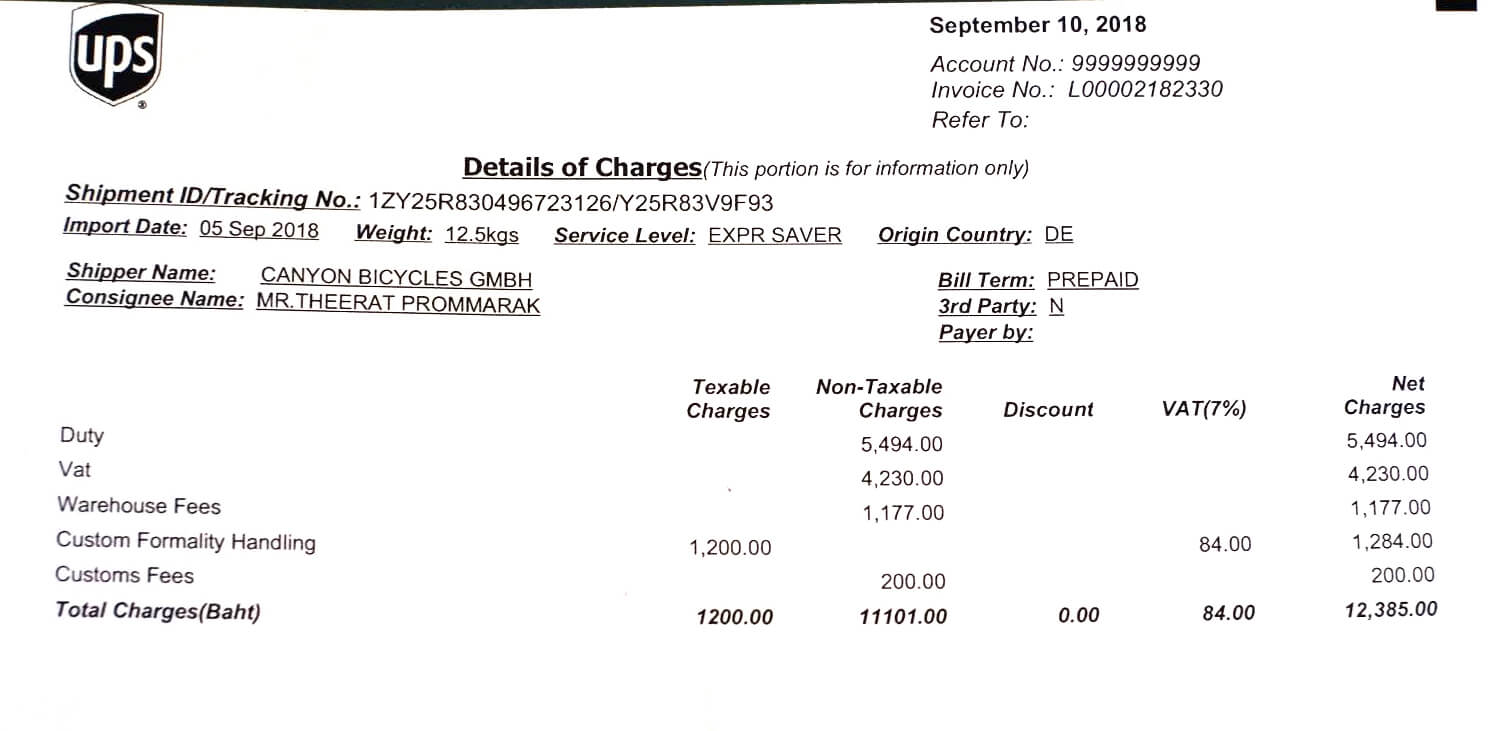 ups
®
September 10, 2018
Account No.: 9999999999
Invoice No.: L00002182330
Refer To:
Details of Charges(This portion is for information only)
Shipment ID/Tracking No.: 1ZY25R830496723126/Y25R83V9F93
Import Date: 05 Sep 2018 Weight: 12.5kgs Service Level: EXPR SAVER Origin Country: DE
Shipper Name: CANYON BICYCLES GMBH Bill Term: PREPAID
Consignee Name: MR.THEERAT PROMMARAK 3rd Party: N
Payer by:
Texable Non-Taxable Net
Charges Charges Discount VAT(7%) Charges
Duty 5,494.00 5,494.00
Vat 4,230.00 4,230.00
Warehouse Fees 1,177.00 1,177.00
Custom Formality Handling 1,200.00 84.00 1,284.00
Customs Fees 200.00 200.00
Total Charges(Baht) 1200.00 11101.00 0.00 84.00 12,385.00